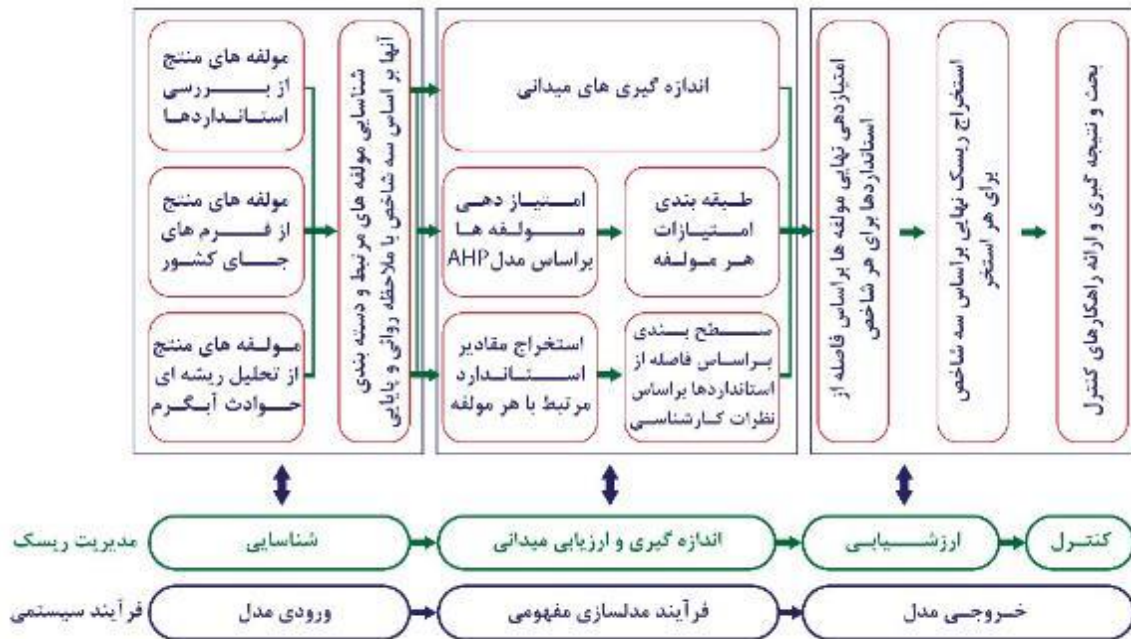 مولفه های منتج
از بررسی
استانداردها
مولفه های منتج
از فرم های
جای کشور
مولفه های منتج
از تحلیل ریشه ای
حوادث آبگرم
شناسایی مولفه های مرتبط و دسته بندی
آنها بر اساس سه شاخص با ملاحظه روائی و پایایی
اندازه گیری های میدانی
امتیاز دهی
مولفه ها
براساس مدل AHP
طبقه بندی
امتیازات
هر مولفه
استخراج مقادیر
استاندارد
مرتبط با هر مولفه
سطح بندی
براساس فاصله از
استانداردها براساس
نظرات کارشناسی
امتیازدهی نهایی مولفه ها براساس فاصله از
استانداردها برای هر شاخص
استخراج ریسک نهایی براساس سه شاخص
برای هر استخر
بحث و نتیجه گیری و ارائه راهکارهای کنترل
مدیریت ریسک
شناسایی
اندازه گیری و ارزیابی میدانی
ارزشیابی
کنترل
فرآیند سیستمی
ورودی مدل
فرآیند مدلسازی مفهومی
خروجی مدل